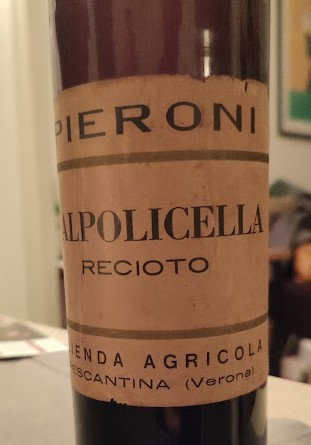 PIERONI
ALPOLICELLA
RECIOTO
IENDA AGRICOLA
ESCANTINA (Verona)